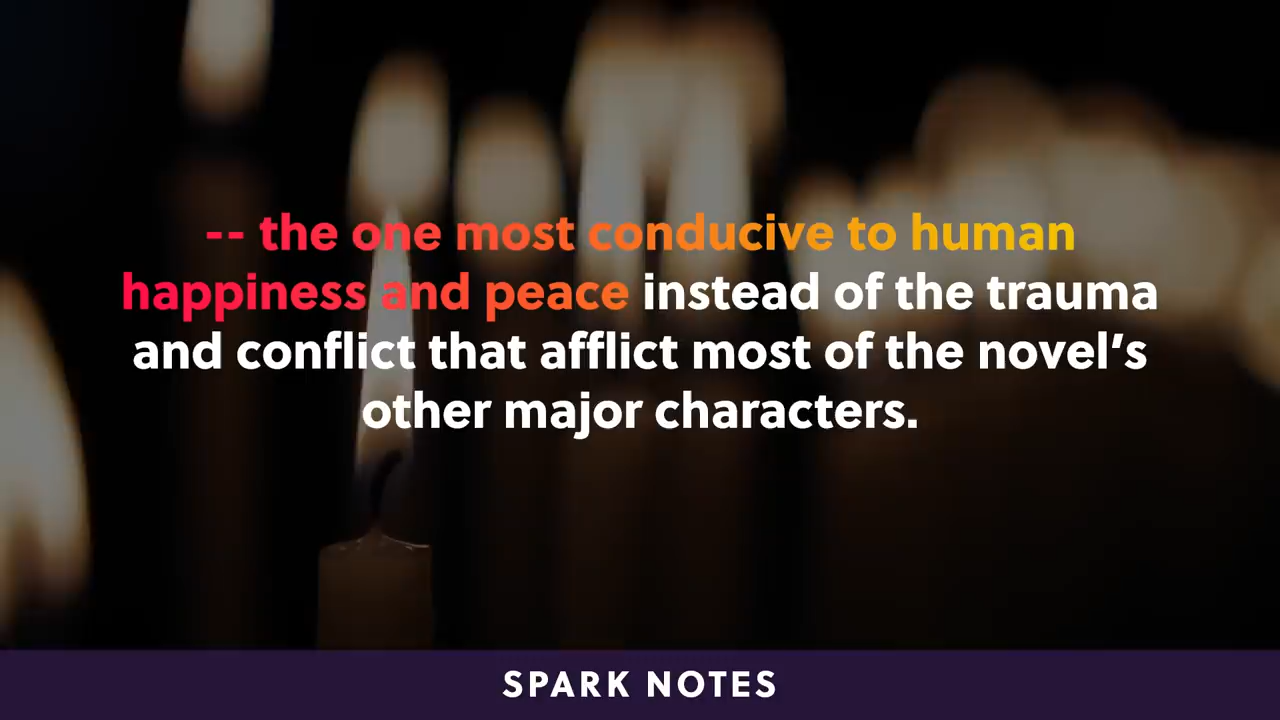 -- the one most conducive to human
happiness and peace instead of the trauma
and conflict that afflict most of the novel’s
other major characters.
SPARK NOTES